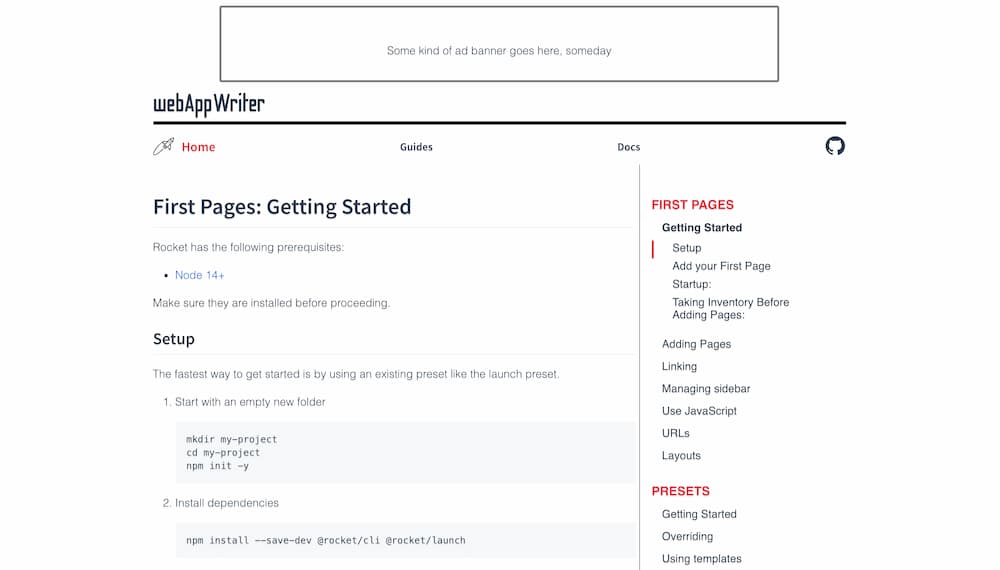 Some kind of ad banner goes here, someday
webAppWriter
Home
Guides
Docs
First Pages: Getting Started
Rocket has the following prerequisites:
• Node 14+
Make sure they are installed before proceeding.
Setup
The fastest way to get started is by using an existing preset like the launch preset.
1. Start with an empty new folder
mkdir my-project
cd my-project
npm init -y
2. Install dependencies
npm install --save-dev @rocket/cli @rocket/launch
FIRST PAGES
Getting Started
Setup
Add your First Page
Startup:
Taking Inventory Before
Adding Pages:
Adding Pages
Linking
Managing sidebar
Use JavaScript
URLs
Layouts
PRESETS
Getting Started
Overriding
Using templates